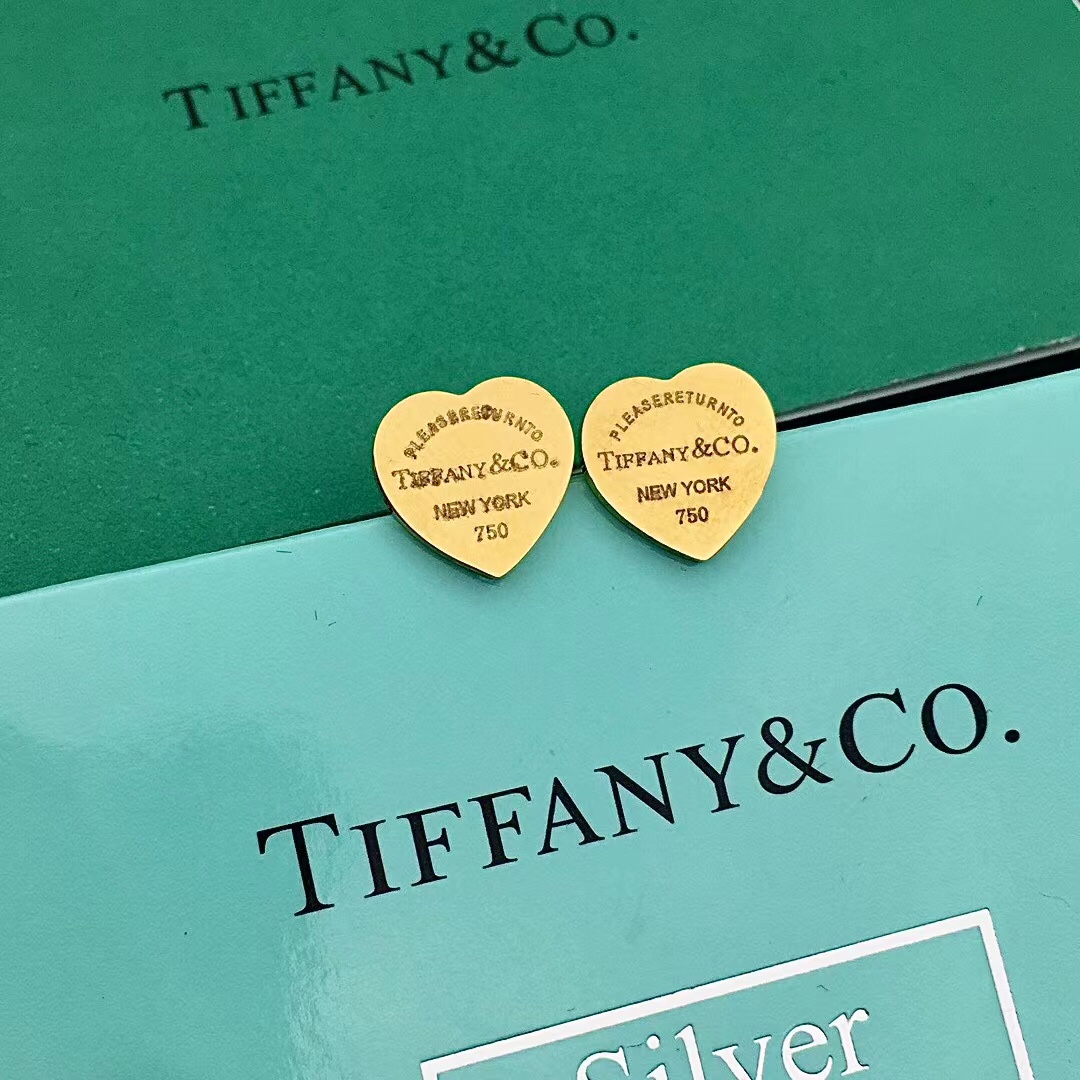 TIFFANY&CO.
PLEASERETURNTO
TIFFANY&CO.
NEW YORK
750
PLEASERETURNTO
TIFFANY&CO.
NEW YORK
750
TIFFANY&CO.
Silver